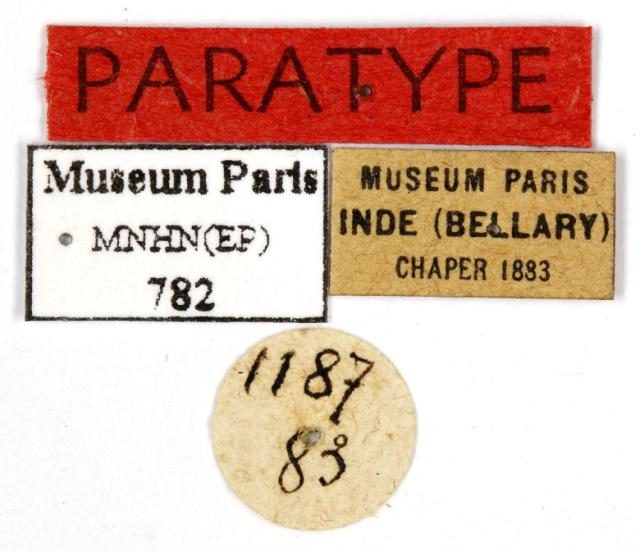 PARATYPE
Museum Paris
MNHN(EP)
782
MUSEUM PARIS
INDE (BELLARY)
CHAPER 1883
1187
83